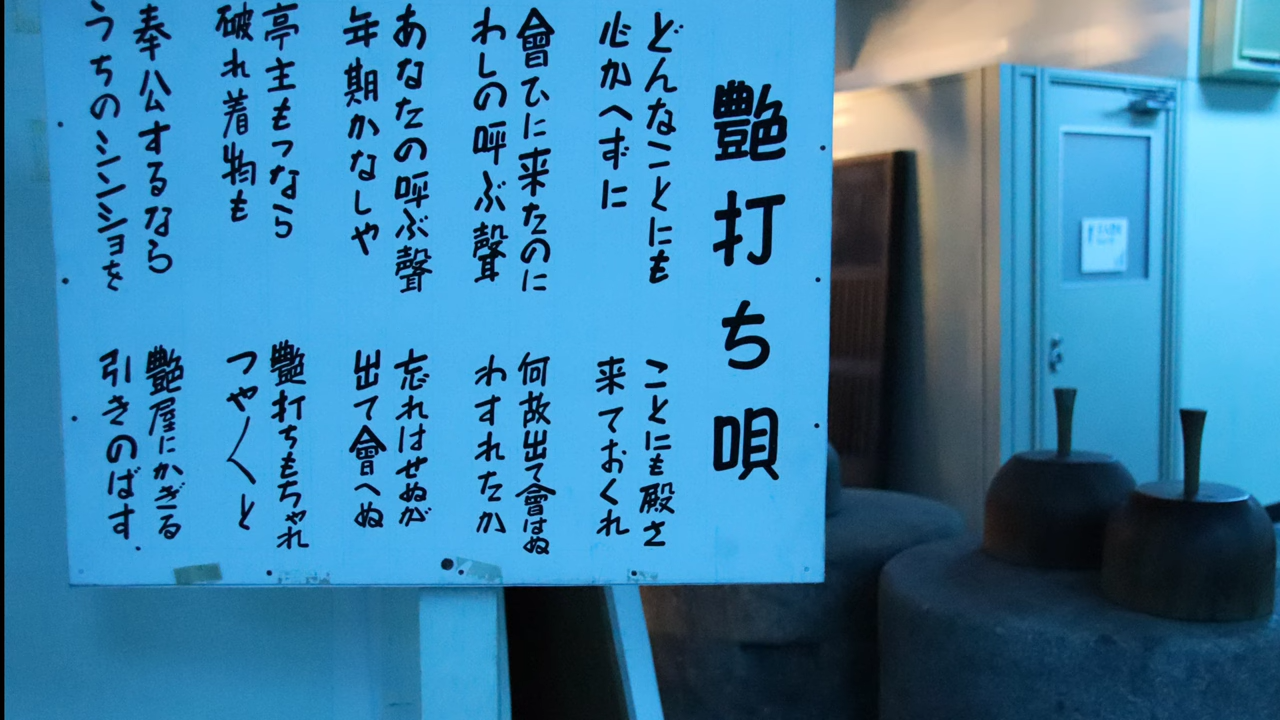 艶打ち唄
どんなことにも
心かへずに
ことにも殿さ
来ておくれ
會ひに来たのに
わしの呼ぶ聲
何故出て會はぬ
わすれたか
あなたの呼ぶ聲
年期かなしや
忘れはせぬが
出て會へぬ
亭主もつなら
破れ着物も
艶打ちもちゃれ
つや〱と
奉公するなら
うちのシンショを
艶屋にかぎる
引きのばす.